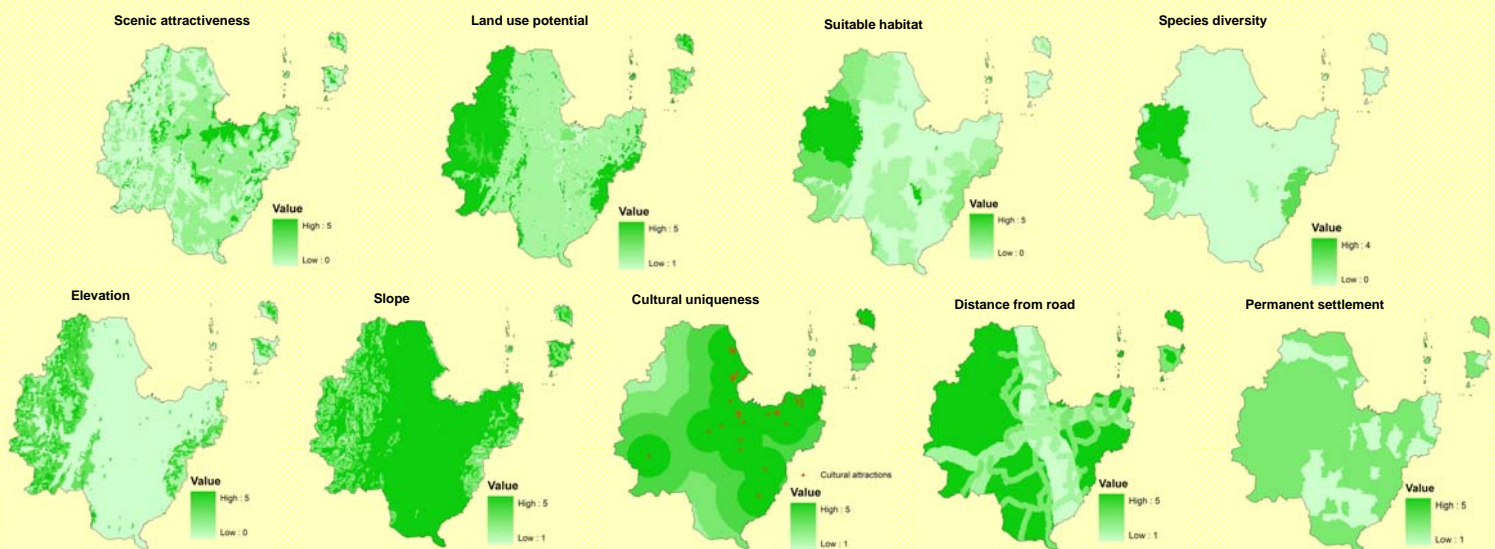 Scenic attractiveness
Value
High : 5
Low : 0
Land use potential
Value
High : 5
Low : 1
Suitable habitat
Value
High : 5
Low : 0
Species diversity
Value
High : 4
Low : 0
Elevation
Value
High : 5
Low : 0
Slope
Value
High : 5
Low : 1
Cultural uniqueness
Cultural attractions
Value
High : 5
Low : 1
Distance from road
Value
High : 5
Low : 1
Permanent settlement
Value
High : 5
Low : 1